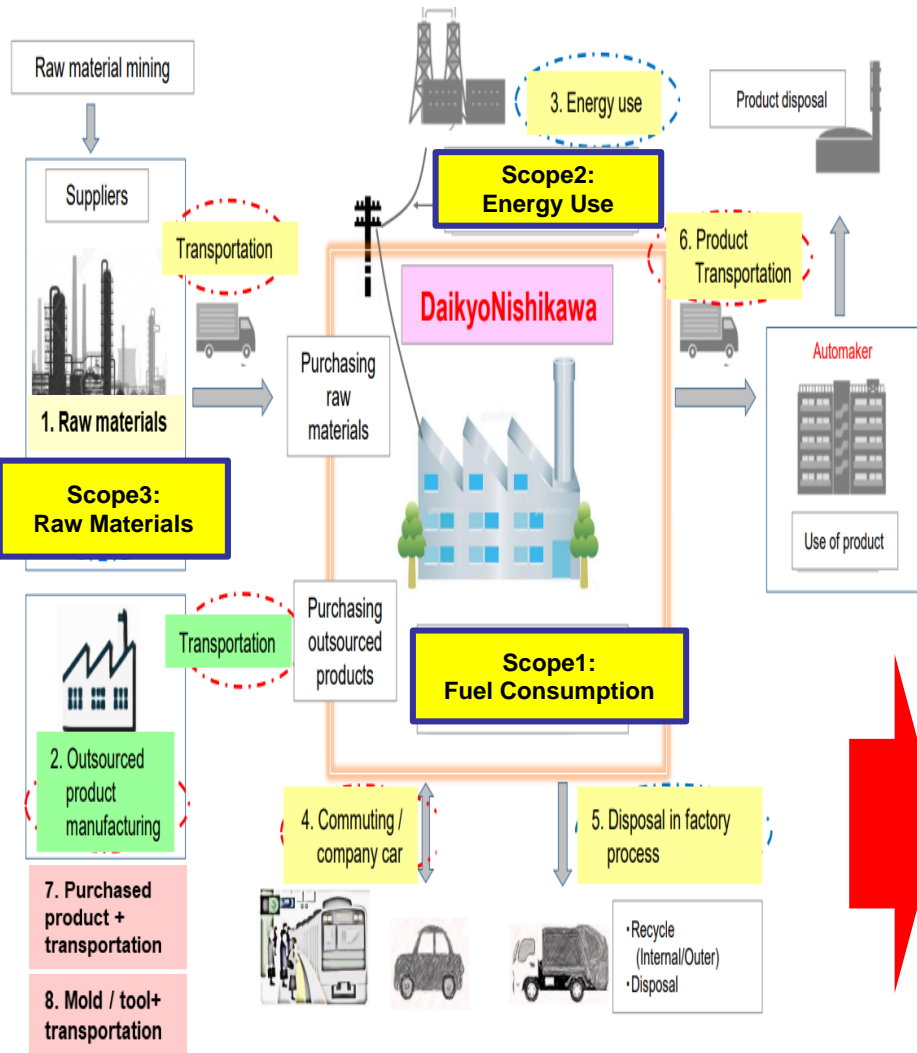 Raw material mining
Suppliers
Transportation
1. Raw materials
Scope3:
Raw Materials
3. Energy use
Scope2:
Energy Use
Product disposal
6. Product
Transportation
DaikyoNishikawa
Purchasing
raw
materials
Automaker
Use of product
Transportation
Purchasing
outsourced
products
Scope1:
Fuel Consumption
2. Outsourced
product
manufacturing
4. Commuting /
company car
5. Disposal in factory
process
7. Purchased
product +
transportation
8. Mold / tool+
transportation
・Recycle
(Internal/Outer)
・Disposal